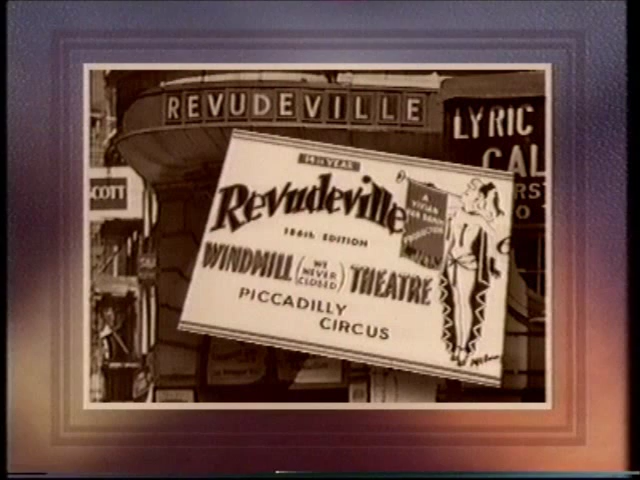 REVUDEVILLE
LYRIC
CAL
SCOTT
14th YEAR
Revudeville
A
VIVIAN
VAN DAMM
PRODUCTION
186th EDITION
WINDMILL (WE NEVER CLOSED) THEATRE
PICCADILLY
CIRCUS